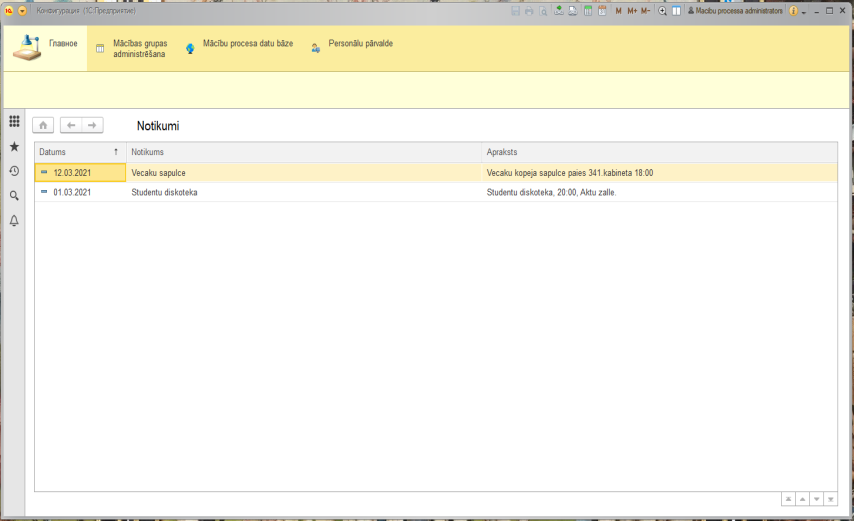 Конфигурация (1С:Предприятие)
M M+ M-
Macibu procesa administrators
Главное
Mācības grupas
administrēšana
Mācību procesa datu bāze
Personālu pārvalde
Notikumi
Datums ↑ Notikums Apraksts
12.03.2021 Vecaku sapulce Vecaku kopeja sapulce paies 341.kabineta 18:00
01.03.2021 Studentu diskoteka Studentu diskoteka, 20:00, Aktu zalle.